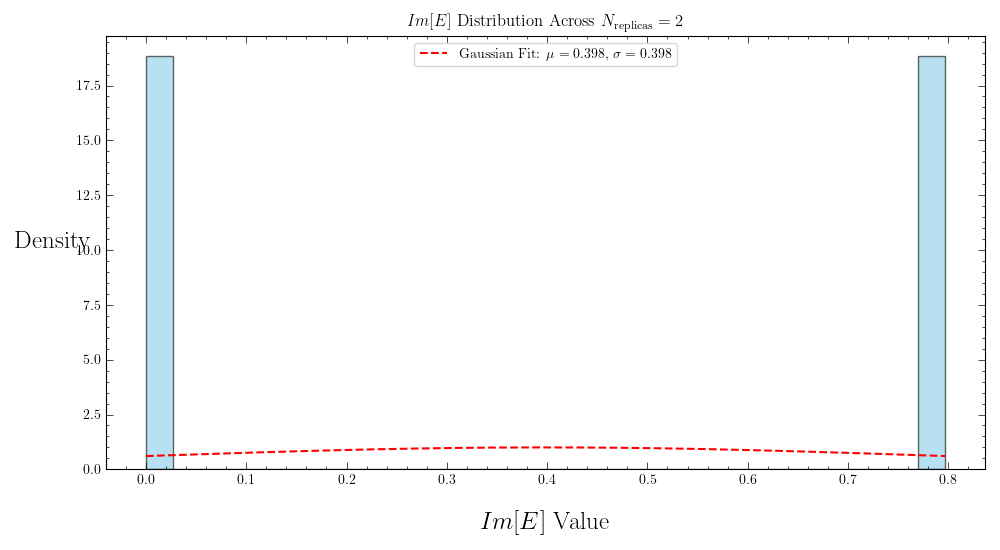 Im[E] Distribution Across N_replicas = 2
Gaussian Fit: μ = 0.398, σ = 0.398
17.5
15.0
12.5
Density
10.0
7.5
5.0
2.5
0.0
0.0 0.1 0.2 0.3 0.4 0.5 0.6 0.7 0.8
Im[E] Value